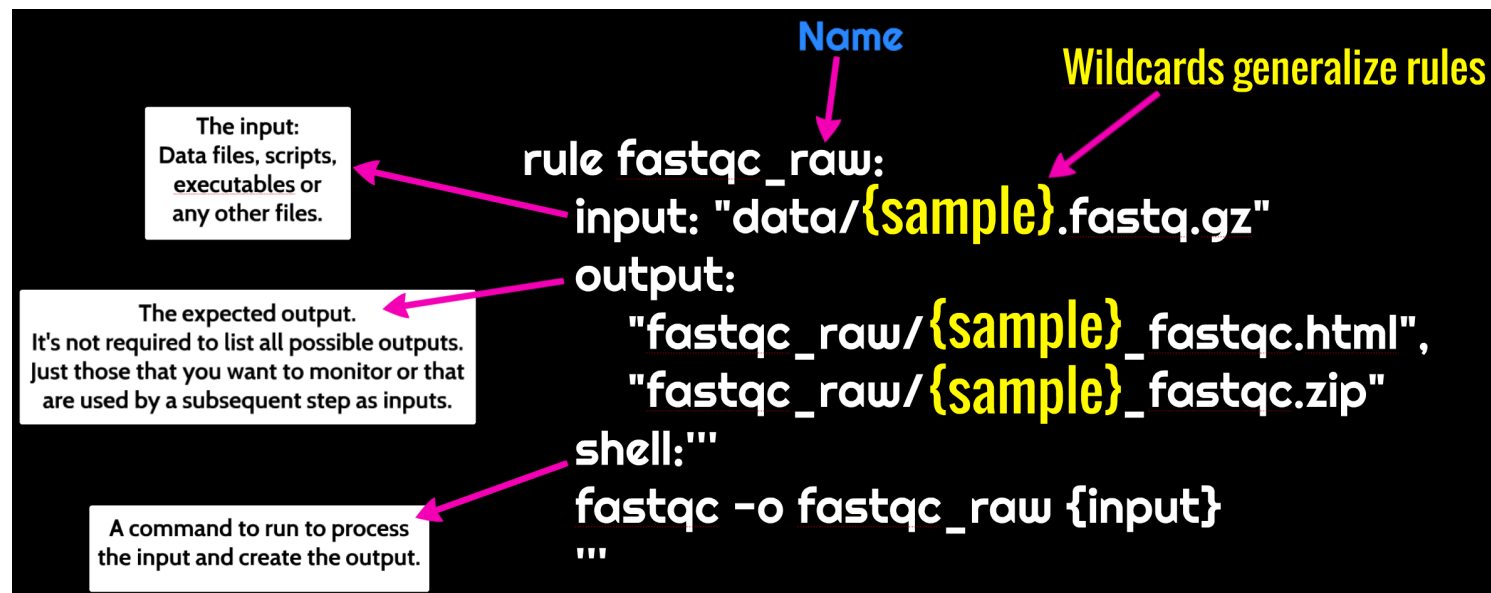 Name
Wildcards generalize rules
The input:
Data files, scripts,
executables or
any other files.
rule fastqc_raw:
input: "data/{sample}.fastq.gz"
output:
The expected output.
It's not required to list all possible outputs.
Just those that you want to monitor or that
are used by a subsequent step as inputs.
"fastqc_raw/{sample}_fastqc.html",
"fastqc_raw/{sample}_fastqc.zip"
shell:'''
fastqc -o fastqc_raw {input}
'''
A command to run to process
the input and create the output.